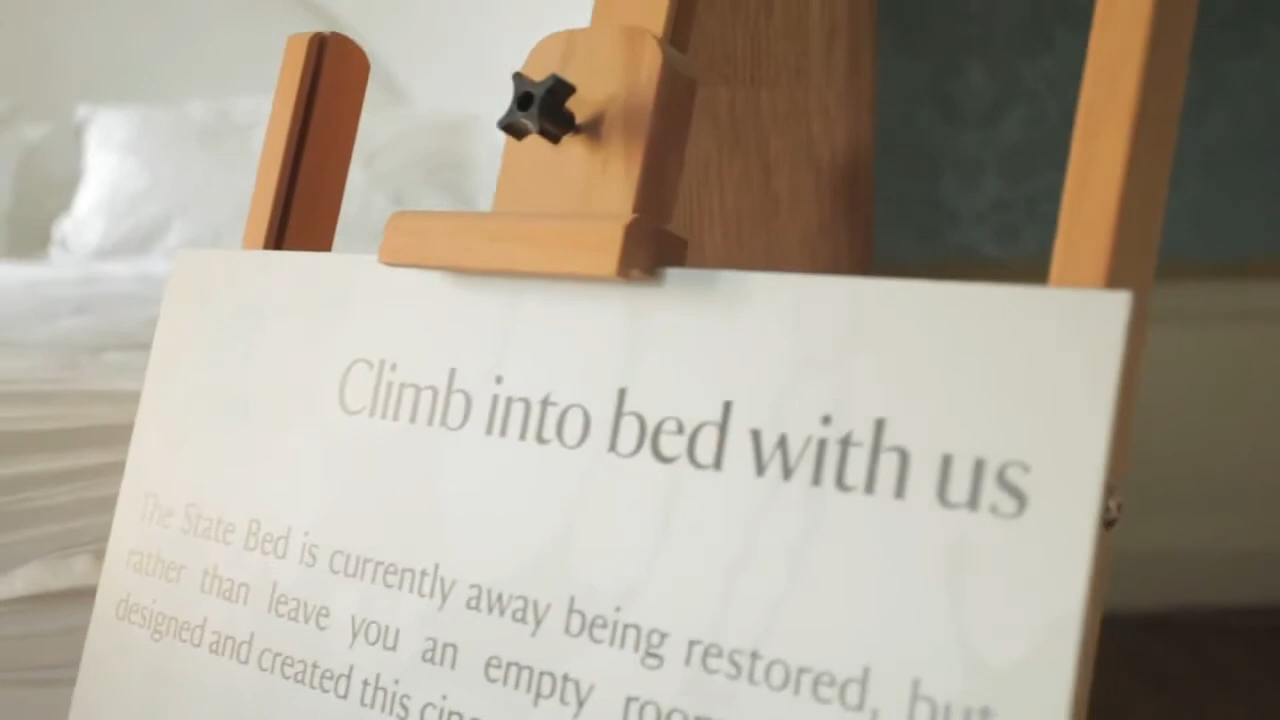 Climb into bed with us
The State Bed is currently away being restored, but
rather than leave you an empty
designed and created this